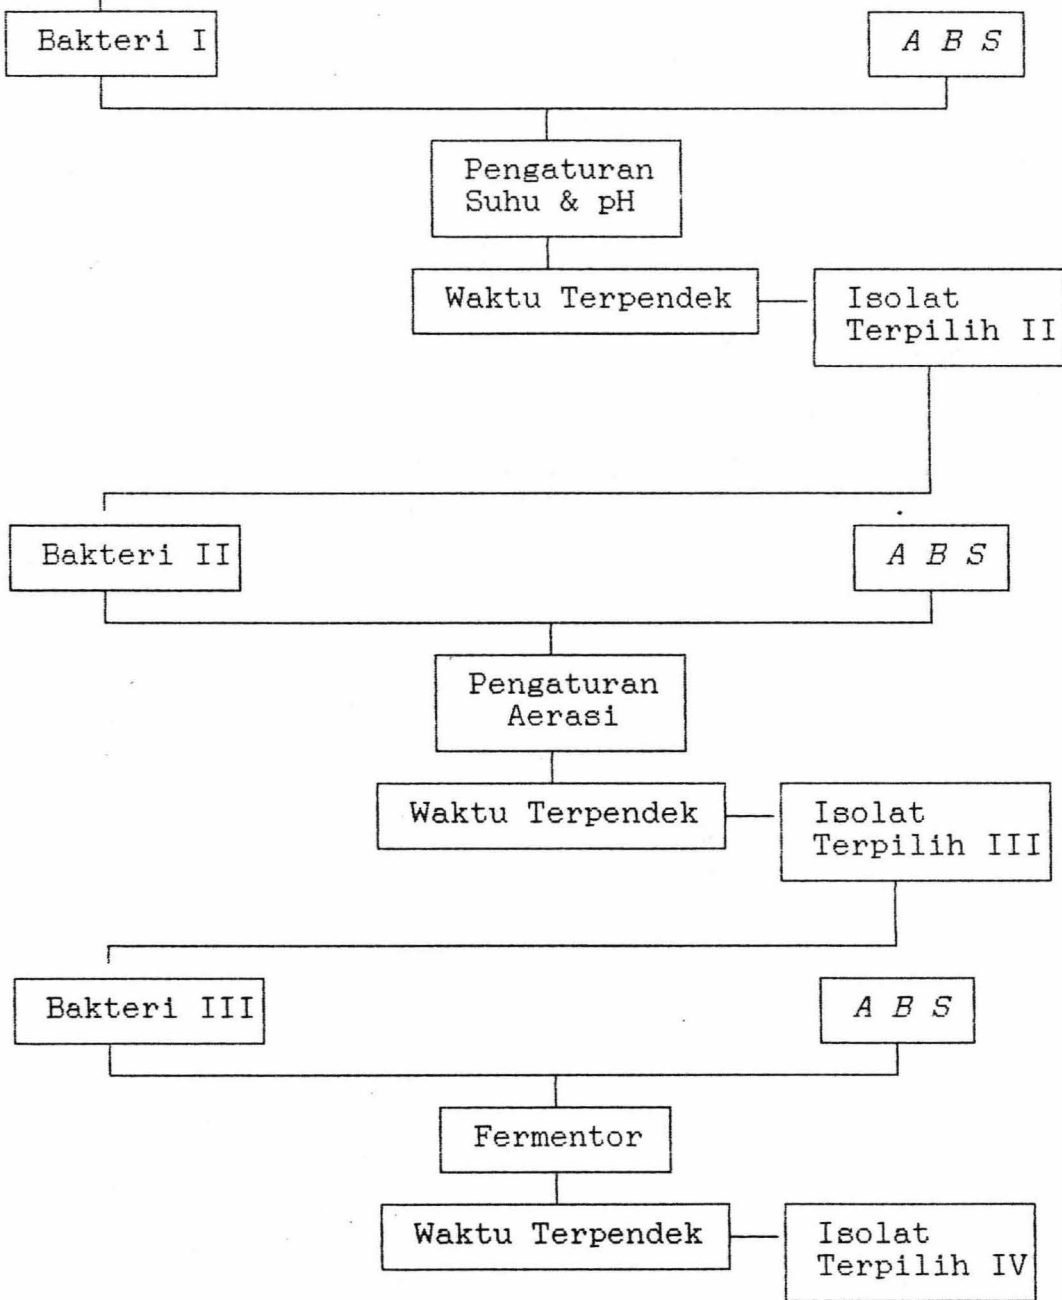 Bakteri I
A B S
Pengaturan
Suhu & pH
Waktu Terpendek
Isolat
Terpilih II
Bakteri II
A B S
Pengaturan
Aerasi
Waktu Terpendek
Isolat
Terpilih III
Bakteri III
A B S
Fermentor
Waktu Terpendek
Isolat
Terpilih IV